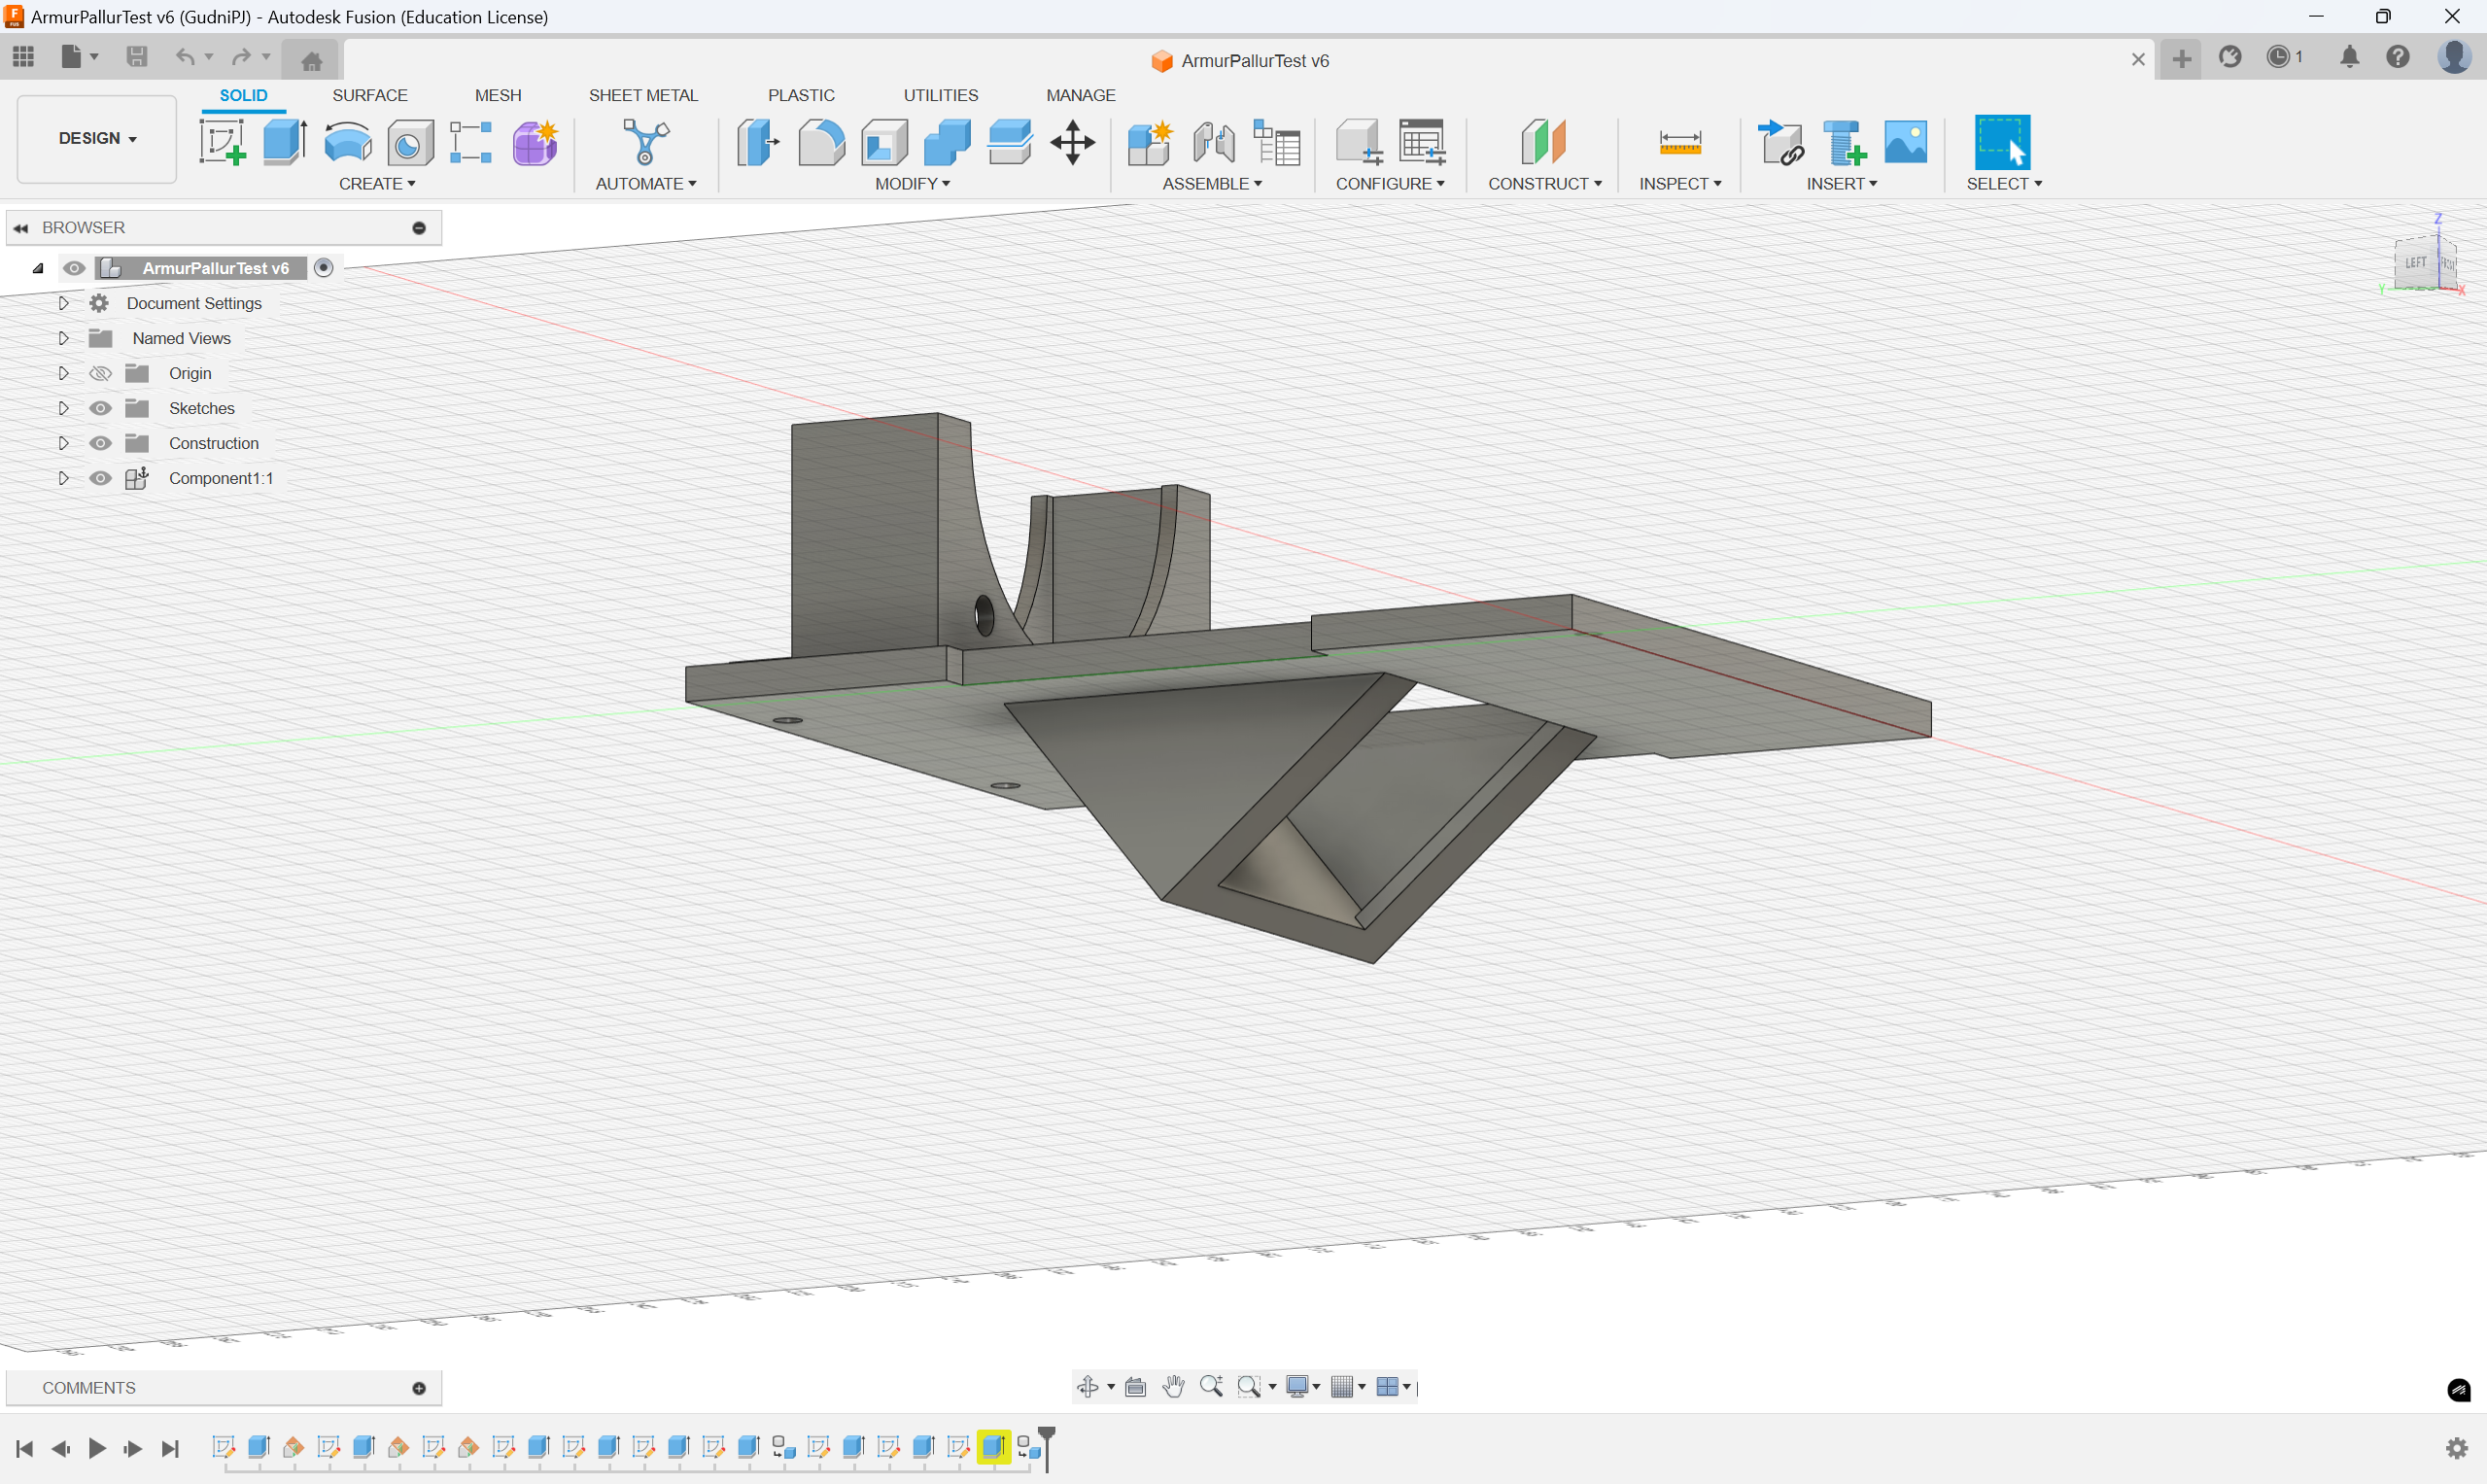 ArmurPallurTest v6 (GudniPJ) - Autodesk Fusion (Education License)
ArmurPallurTest v6
1
DESIGN
SOLID
SURFACE
MESH
SHEET METAL
PLASTIC
UTILITIES
MANAGE
CREATE
AUTOMATE
MODIFY
ASSEMBLE
CONFIGURE
CONSTRUCT
INSPECT
INSERT
SELECT
BROWSER
ArmurPallurTest v6
Document Settings
Named Views
Origin
Sketches
Construction
Component1:1
Z
LEFT
Y
X
COMMENTS